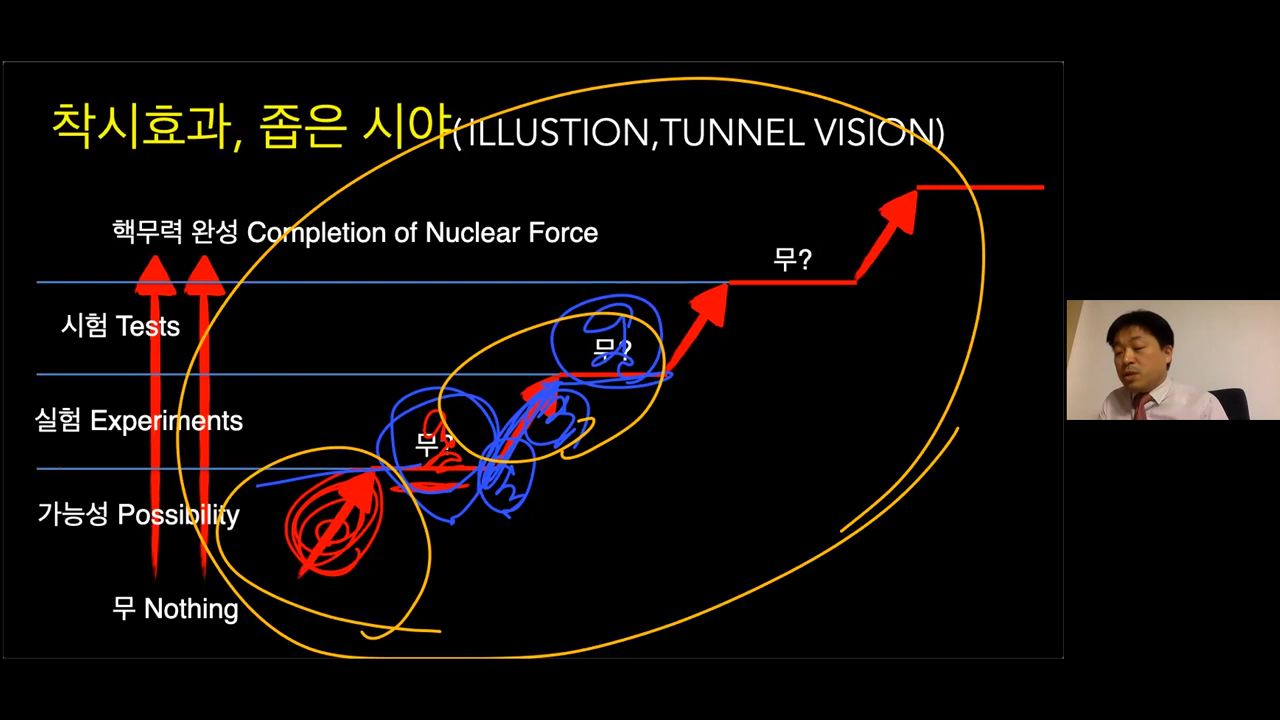 착시효과, 좁은 시야(ILLUSTION,TUNNEL VISION)
핵무력 완성 Completion of Nuclear Force
무?
시험 Tests
무?
실험 Experiments
무?
가능성 Possibility
무 Nothing